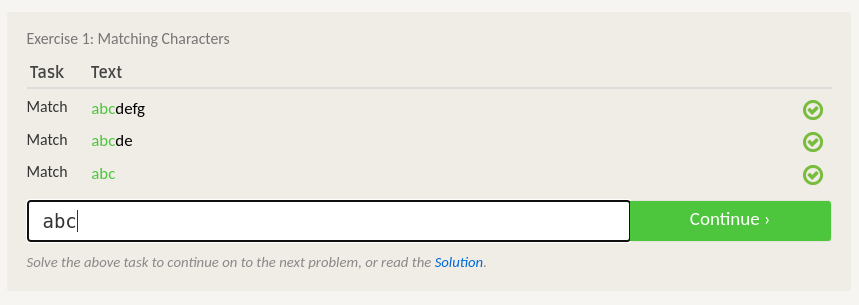 Exercise 1: Matching Characters
Task Text
Match abcdefg
Match abcde
Match abc
abc
Continue ›
Solve the above task to continue on to the next problem, or read the Solution.